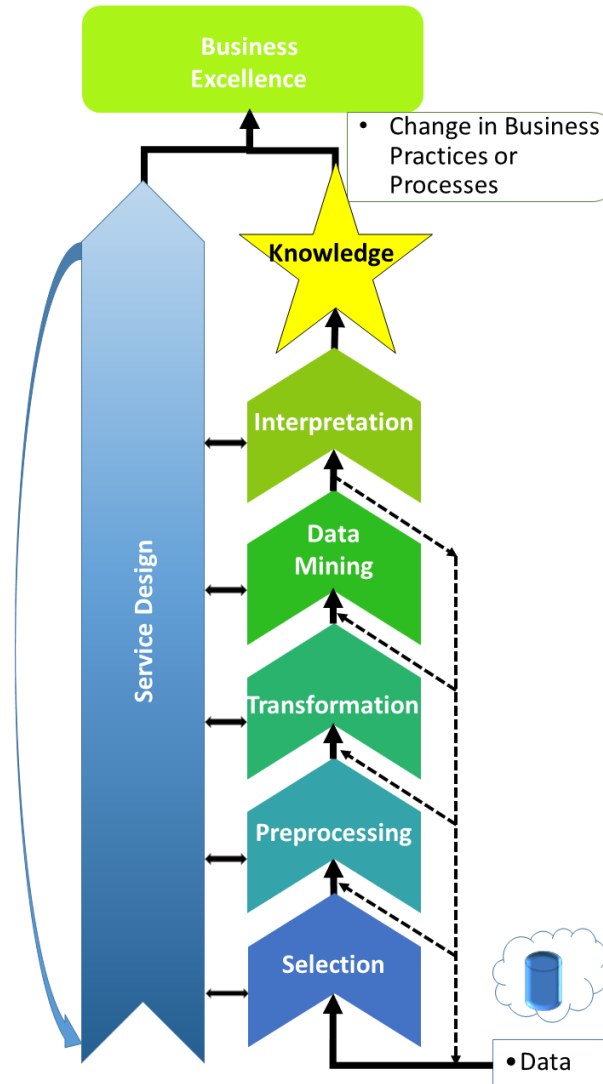 Business
Excellence
• Change in Business
Practices or
Processes
Knowledge
Interpretation
Data
Mining
Service Design
Transformation
Preprocessing
Selection
• Data